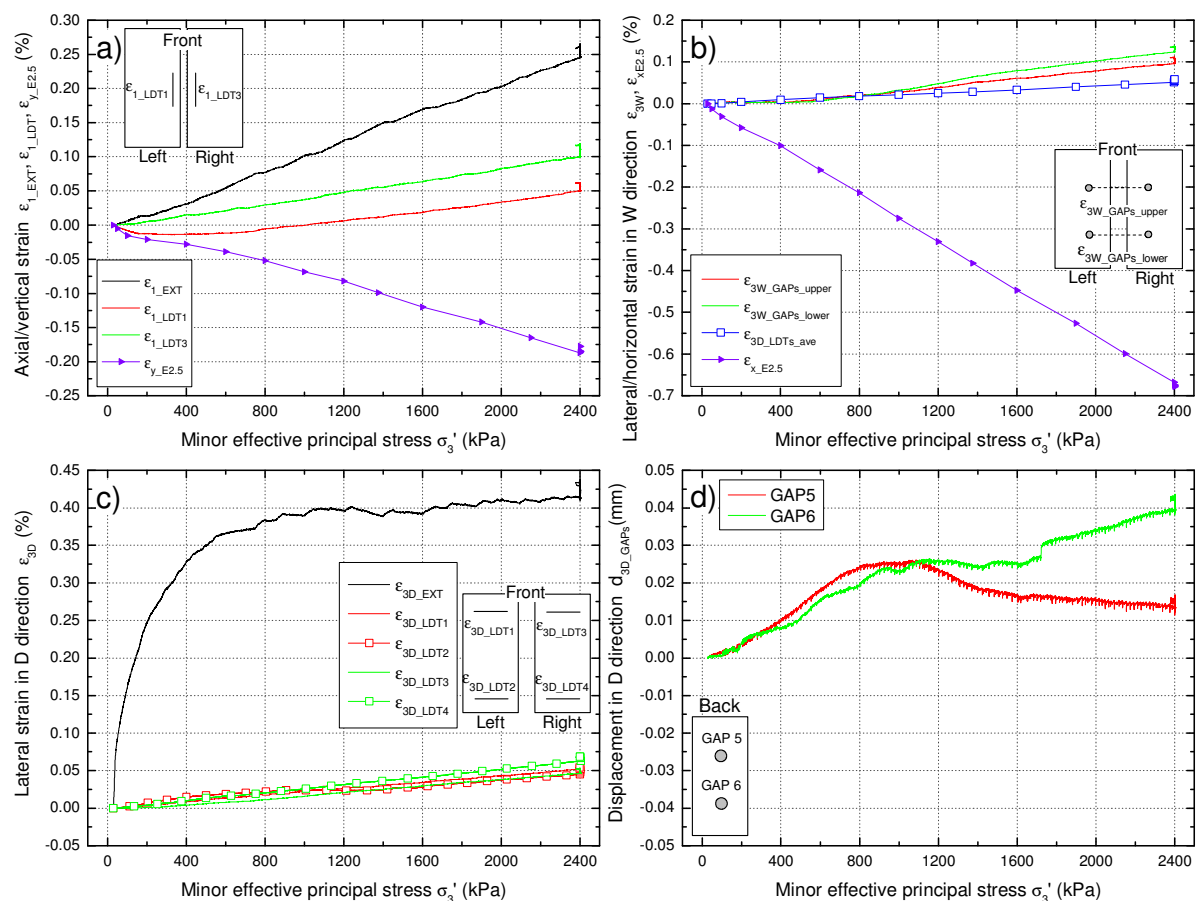 a)
Axial/vertical strain ε1_EXT, ε1_LDT, εy_E2.5 (%)
0.30
0.25
0.20
0.15
0.10
0.05
0.00
-0.05
-0.10
-0.15
-0.20
-0.25
Front
ε1_LDT1
ε1_LDT3
Left Right
ε1_EXT
ε1_LDT1
ε1_LDT3
εy_E2.5
0 400 800 1200 1600 2000 2400
Minor effective principal stress σ3' (kPa)
b)
Lateral/horizontal strain in W direction ε3W, εxE2.5 (%)
0.2
0.1
0.0
-0.1
-0.2
-0.3
-0.4
-0.5
-0.6
-0.7
Front
ε3W_GAPs_upper
ε3W_GAPs_lower
Left Right
ε3W_GAPs_upper
ε3W_GAPs_lower
ε3D_LDTs_ave
εx_E2.5
0 400 800 1200 1600 2000 2400
Minor effective principal stress σ3' (kPa)
c)
Lateral strain in D direction ε3D (%)
0.45
0.40
0.35
0.30
0.25
0.20
0.15
0.10
0.05
0.00
-0.05
ε3D_EXT
ε3D_LDT1
ε3D_LDT2
ε3D_LDT3
ε3D_LDT4
Front
ε3D_LDT1 ε3D_LDT3
ε3D_LDT2 ε3D_LDT4
Left Right
0 400 800 1200 1600 2000 2400
Minor effective principal stress σ3' (kPa)
d)
Displacement in D direction d3D_GAPs(mm)
0.05
0.04
0.03
0.02
0.01
0.00
-0.01
-0.02
-0.03
-0.04
-0.05
GAP5
GAP6
Back
GAP 5
GAP 6
0 400 800 1200 1600 2000 2400
Minor effective principal stress σ3' (kPa)